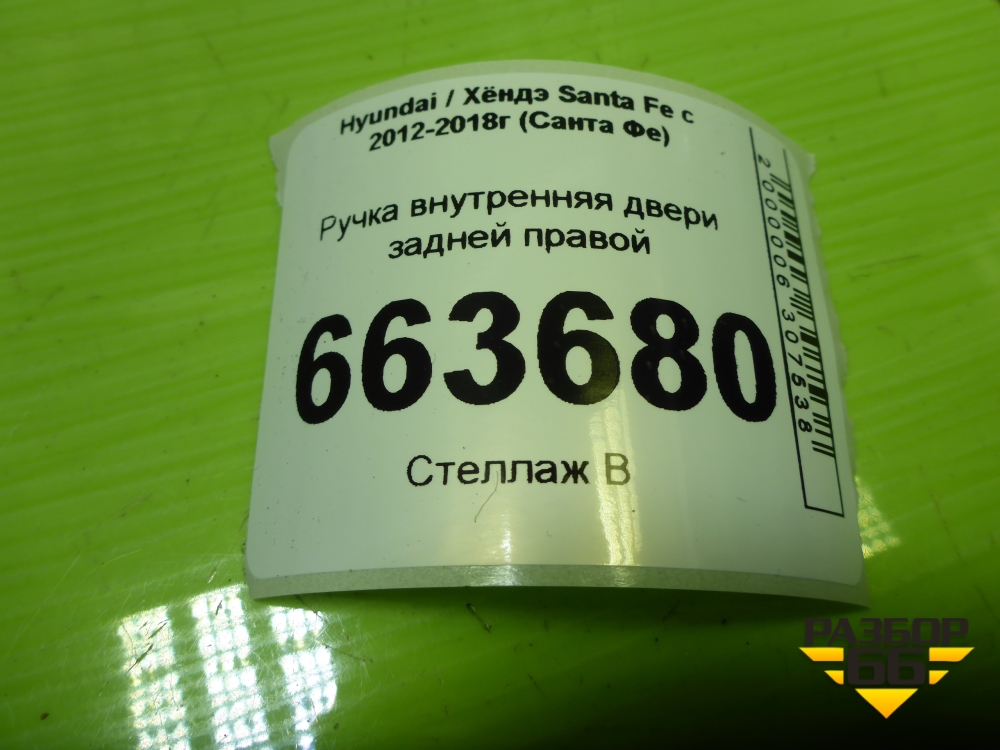 Hyundai / Хёндэ Santa Fe с
2012-2018г (Санта Фе)
Ручка внутренняя двери
задней правой
663680
Стеллаж В
2000006307538
РАЗБОР
66